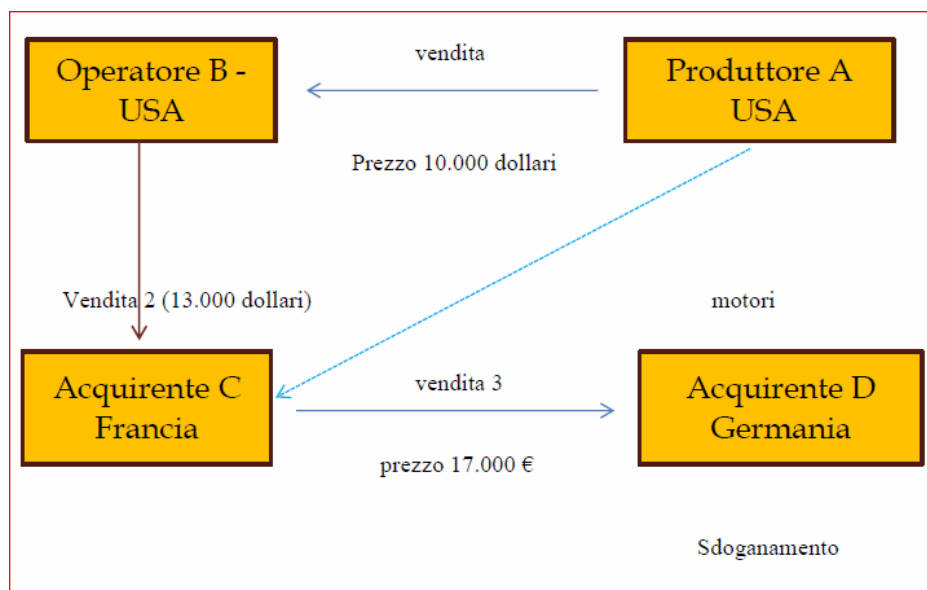 Operatore B -
USA
vendita
Produttore A
USA
Prezzo 10.000 dollari
Vendita 2 (13.000 dollari)
motori
Acquirente C
Francia
vendita 3
Acquirente D
Germania
prezzo 17.000 €
Sdoganamento